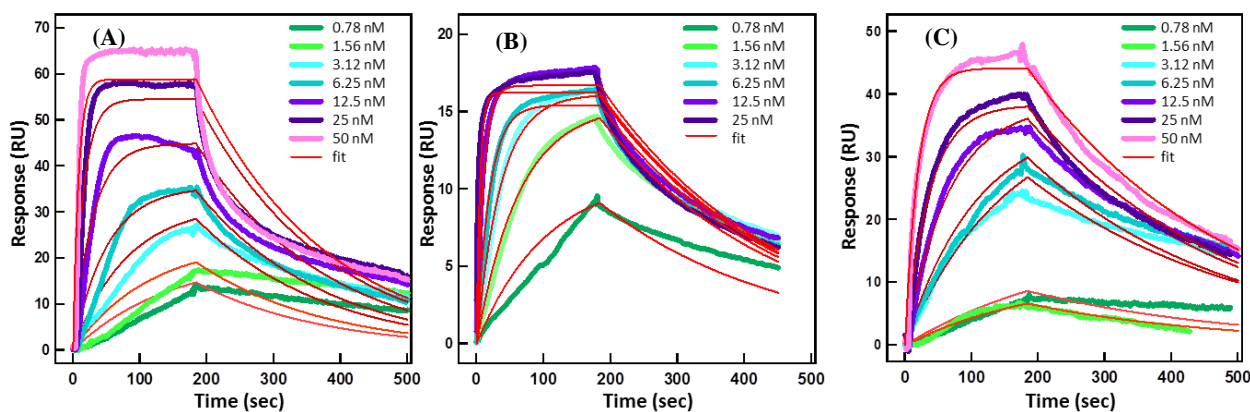 (A)
Response (RU)
70
60
50
40
30
20
10
0
0 100 200 300 400 500
Time (sec)
0.78 nM
1.56 nM
3.12 nM
6.25 nM
12.5 nM
25 nM
50 nM
fit
(B)
Response (RU)
20
15
10
5
0
0 100 200 300 400 500
Time (sec)
0.78 nM
1.56 nM
3.12 nM
6.25 nM
12.5 nM
25 nM
fit
(C)
Response (RU)
50
40
30
20
10
0
0 100 200 300 400 500
Time (sec)
0.78 nM
1.56 nM
3.12 nM
6.25 nM
12.5 nM
25 nM
50 nM
fit